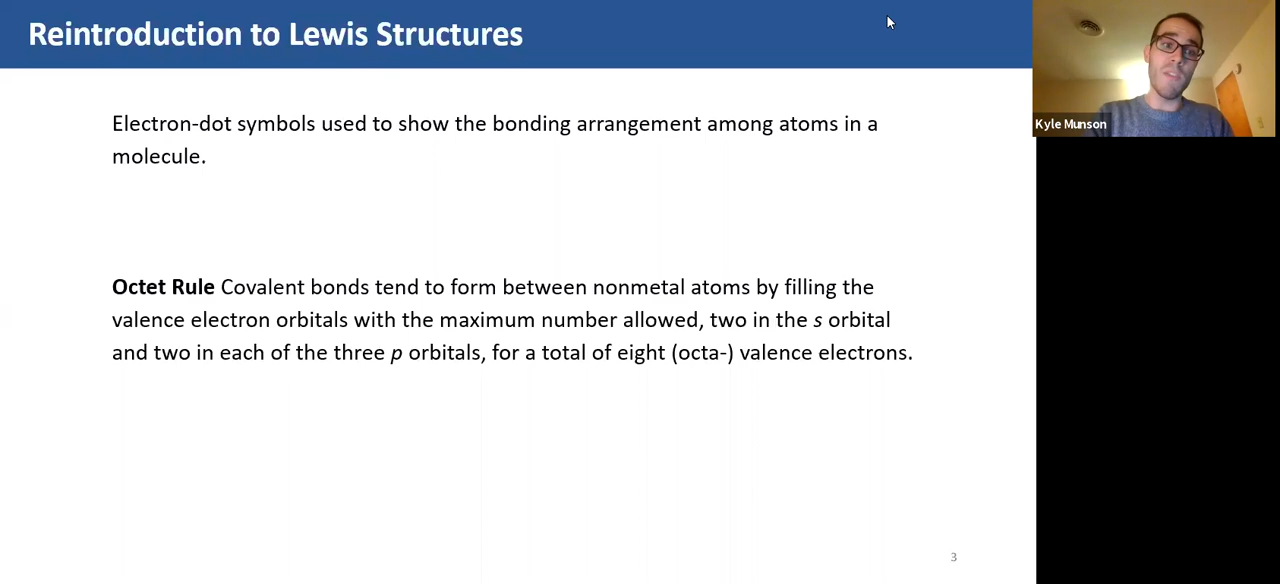 Reintroduction to Lewis Structures
Electron-dot symbols used to show the bonding arrangement among atoms in a
molecule.
Octet Rule Covalent bonds tend to form between nonmetal atoms by filling the
valence electron orbitals with the maximum number allowed, two in the s orbital
and two in each of the three p orbitals, for a total of eight (octa-) valence electrons.
3
Kyle Munson